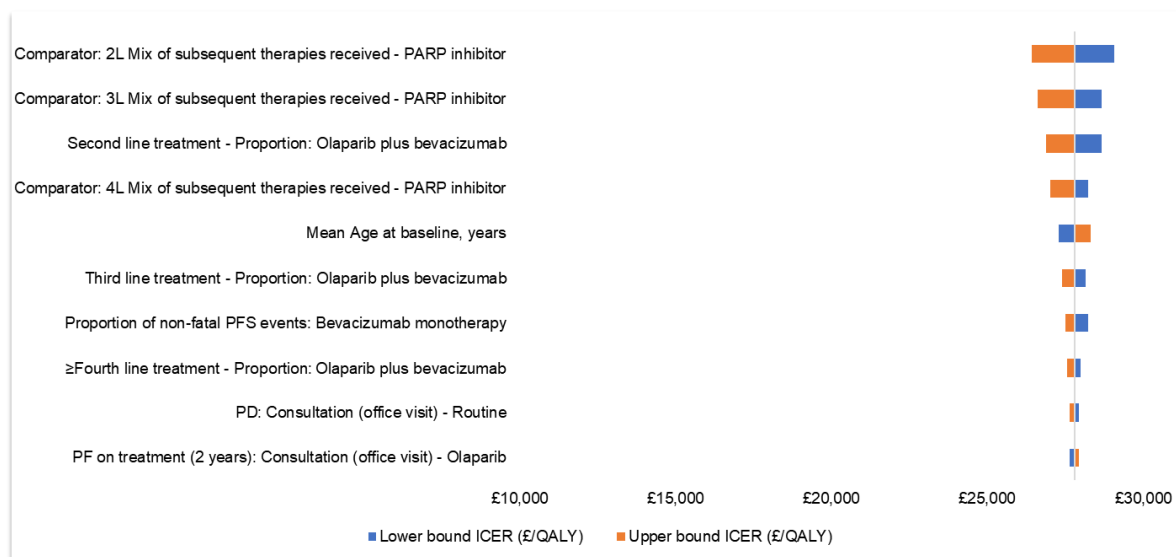 Comparator: 2L Mix of subsequent therapies received - PARP inhibitor
Comparator: 3L Mix of subsequent therapies received - PARP inhibitor
Second line treatment - Proportion: Olaparib plus bevacizumab
Comparator: 4L Mix of subsequent therapies received - PARP inhibitor
Mean Age at baseline, years
Third line treatment - Proportion: Olaparib plus bevacizumab
Proportion of non-fatal PFS events: Bevacizumab monotherapy
≥Fourth line treatment - Proportion: Olaparib plus bevacizumab
PD: Consultation (office visit) - Routine
PF on treatment (2 years): Consultation (office visit) - Olaparib
£10,000 £15,000 £20,000 £25,000 £30,000
Lower bound ICER (£/QALY) Upper bound ICER (£/QALY)